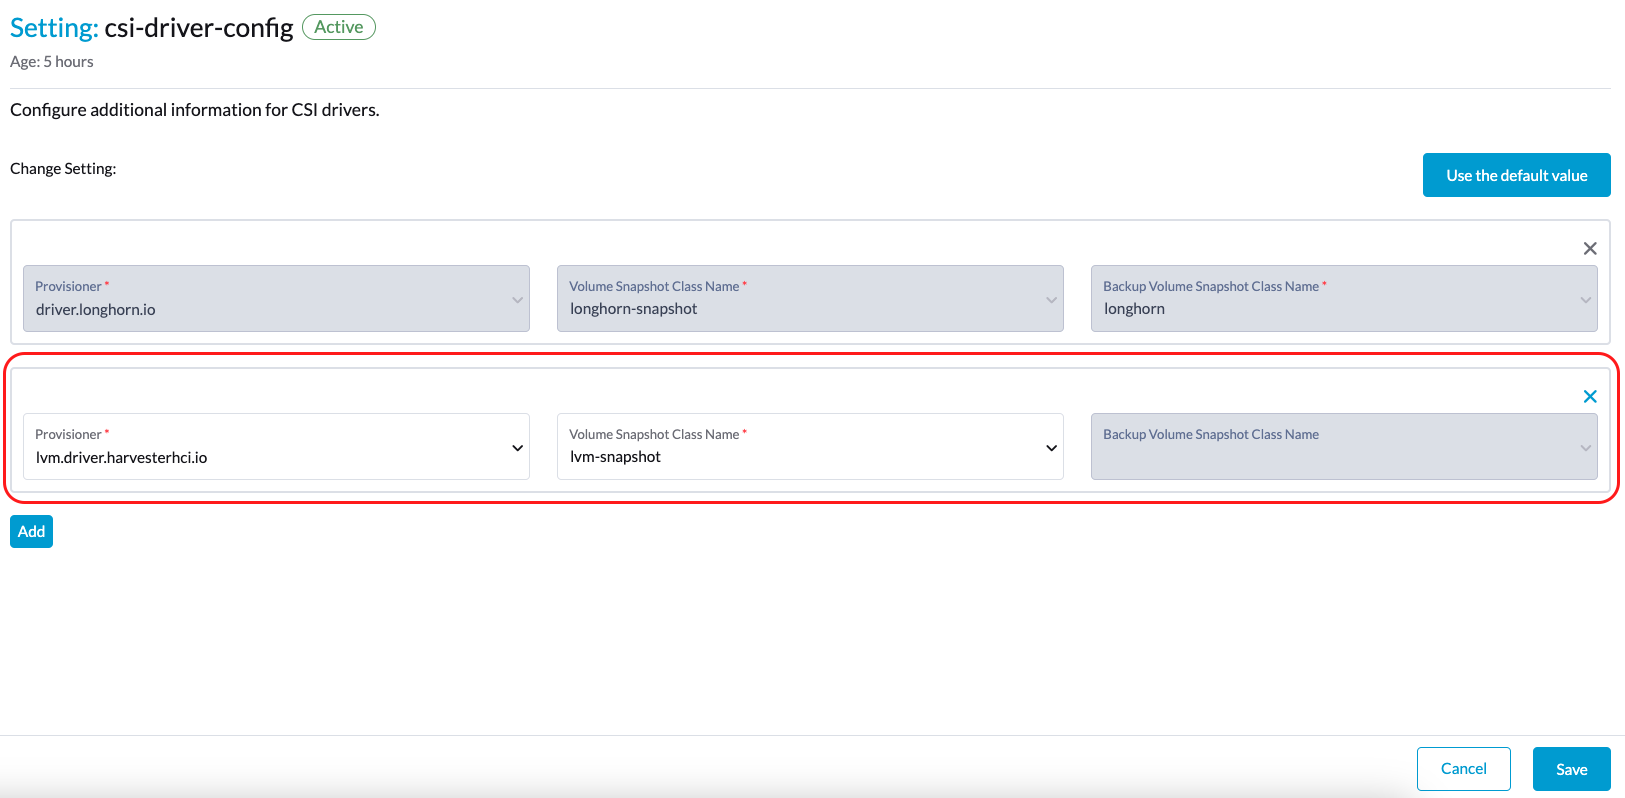 Setting: csi-driver-config Active
Age: 5 hours
Configure additional information for CSI drivers.
Change Setting:
Use the default value
Provisioner *
driver.longhorn.io
Volume Snapshot Class Name *
longhorn-snapshot
Backup Volume Snapshot Class Name *
longhorn
Provisioner *
lvm.driver.harvesterhci.io
Volume Snapshot Class Name *
lvm-snapshot
Backup Volume Snapshot Class Name
Add
Cancel
Save